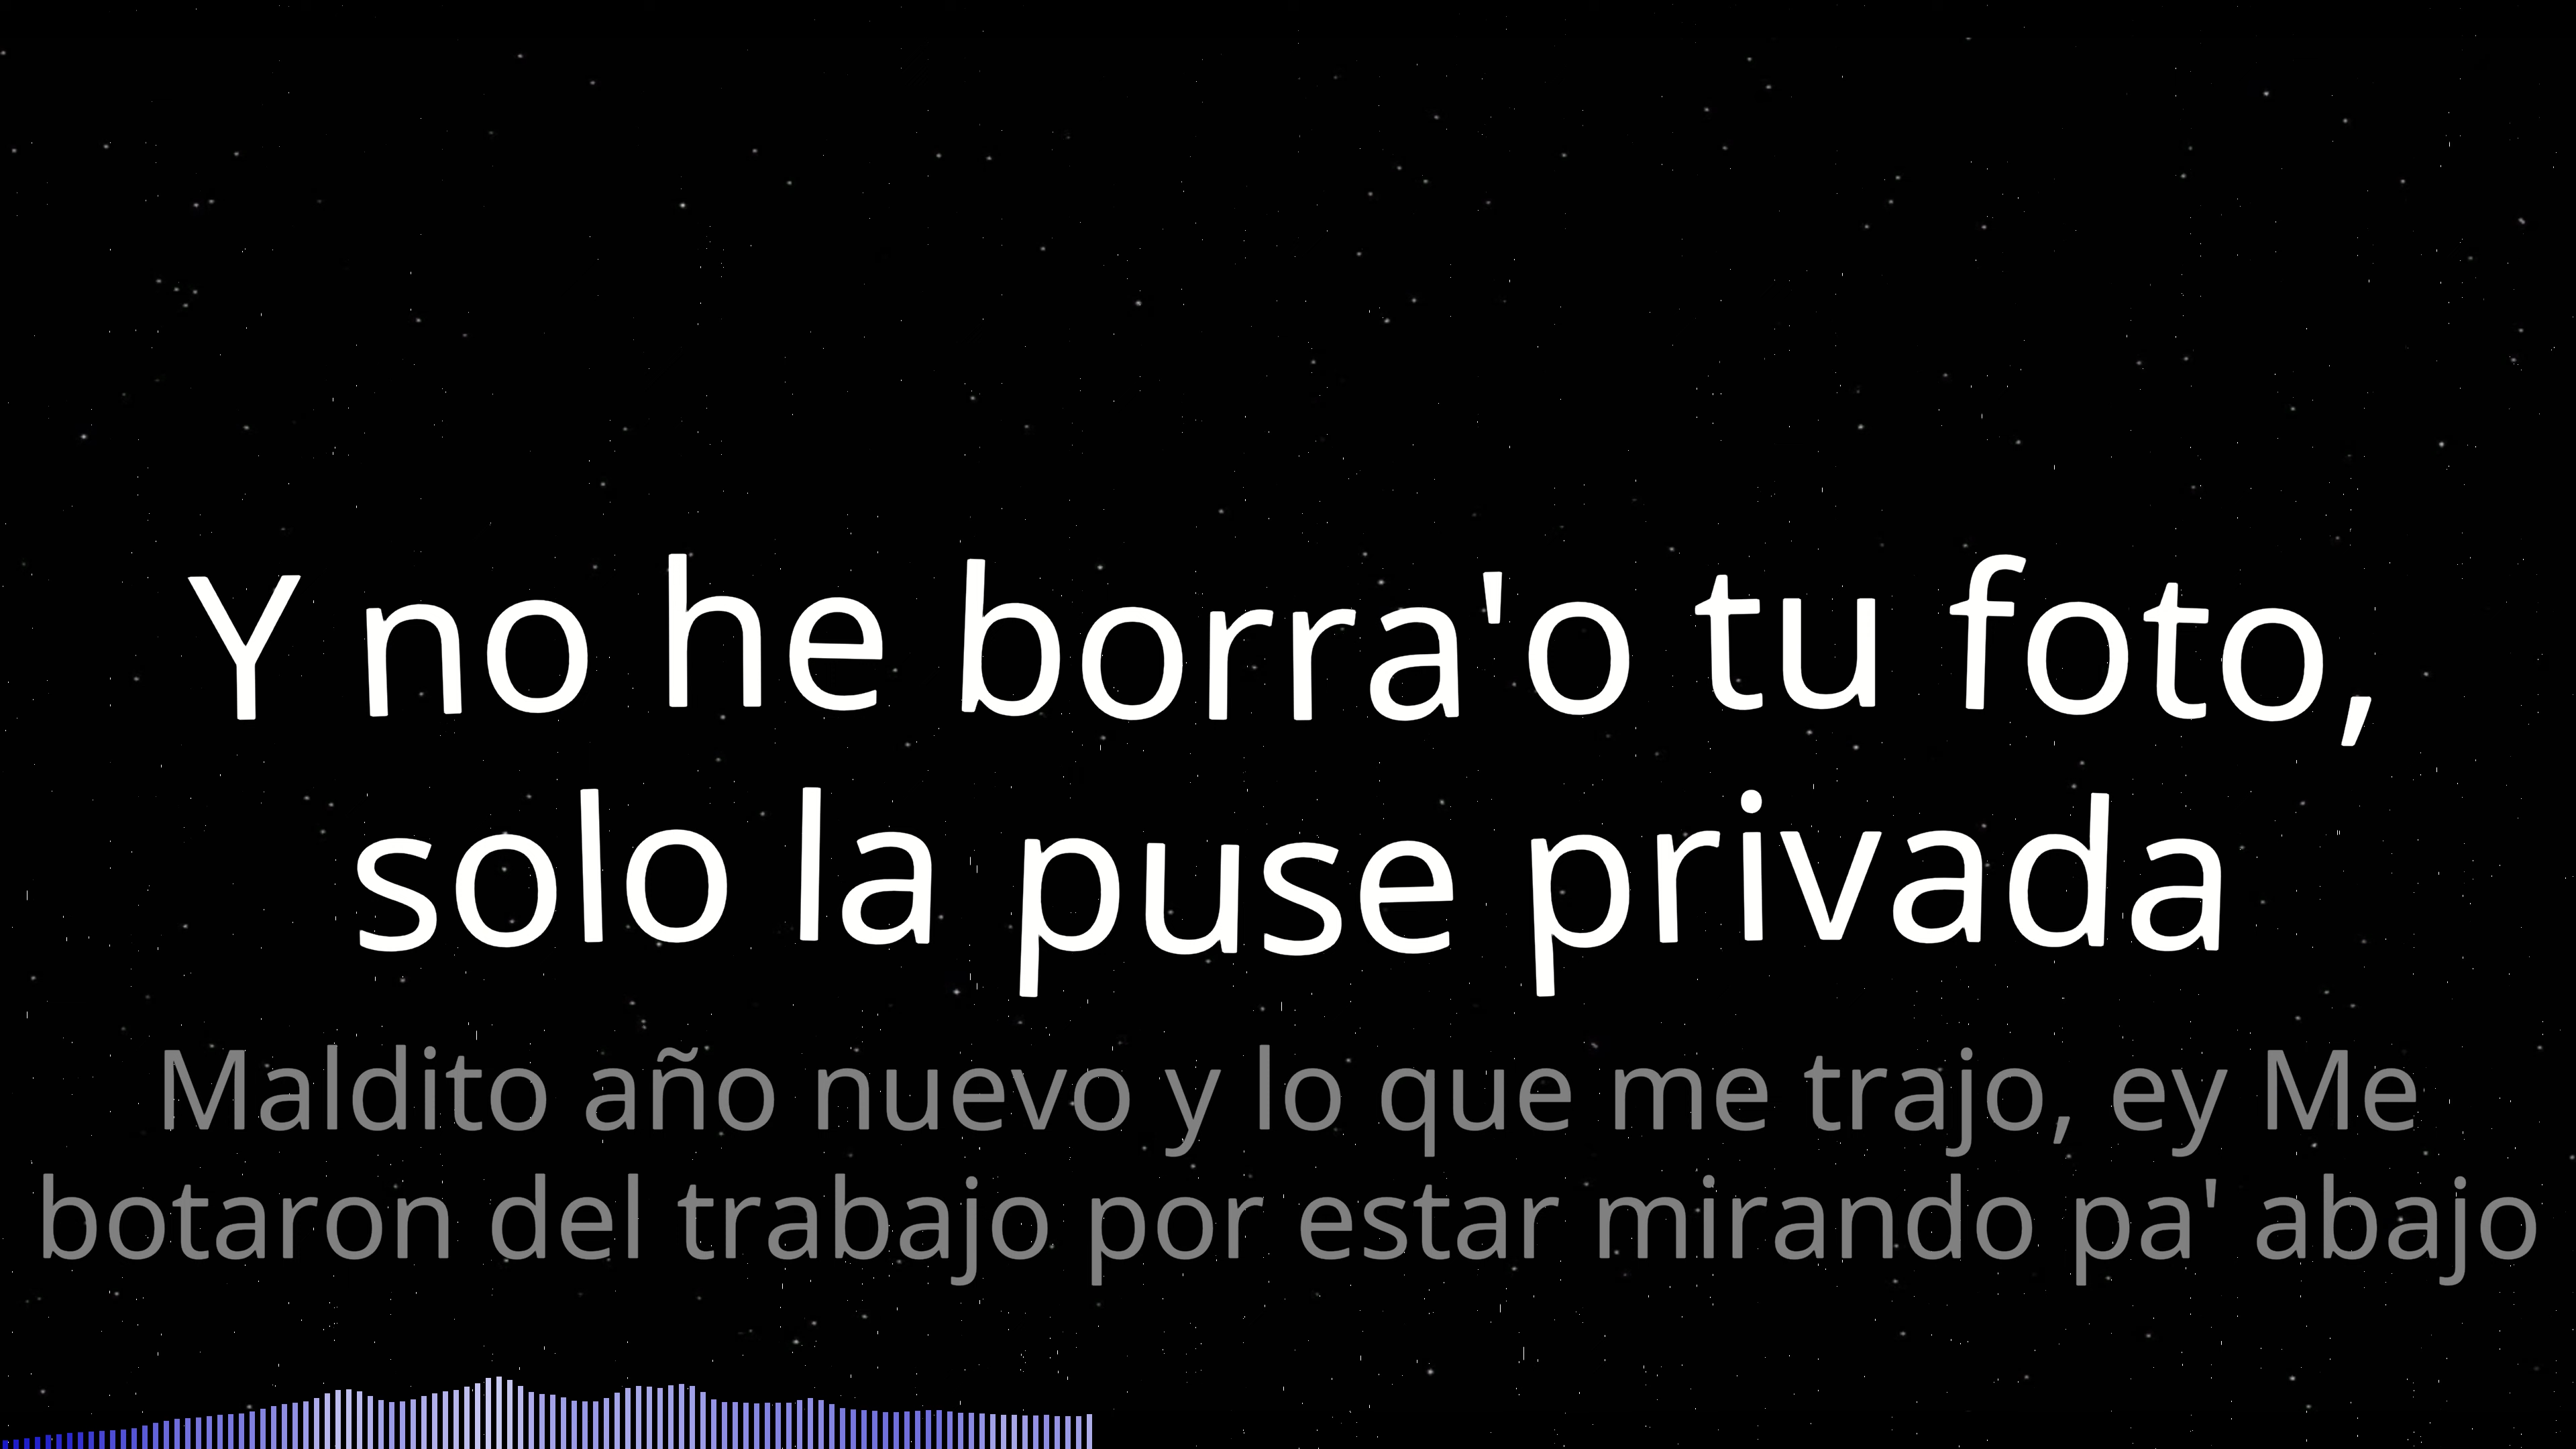 Y no he borra'o tu foto,
solo la puse privada
Maldito año nuevo y lo que me trajo, ey Me
botaron del trabajo por estar mirando pa' abajo